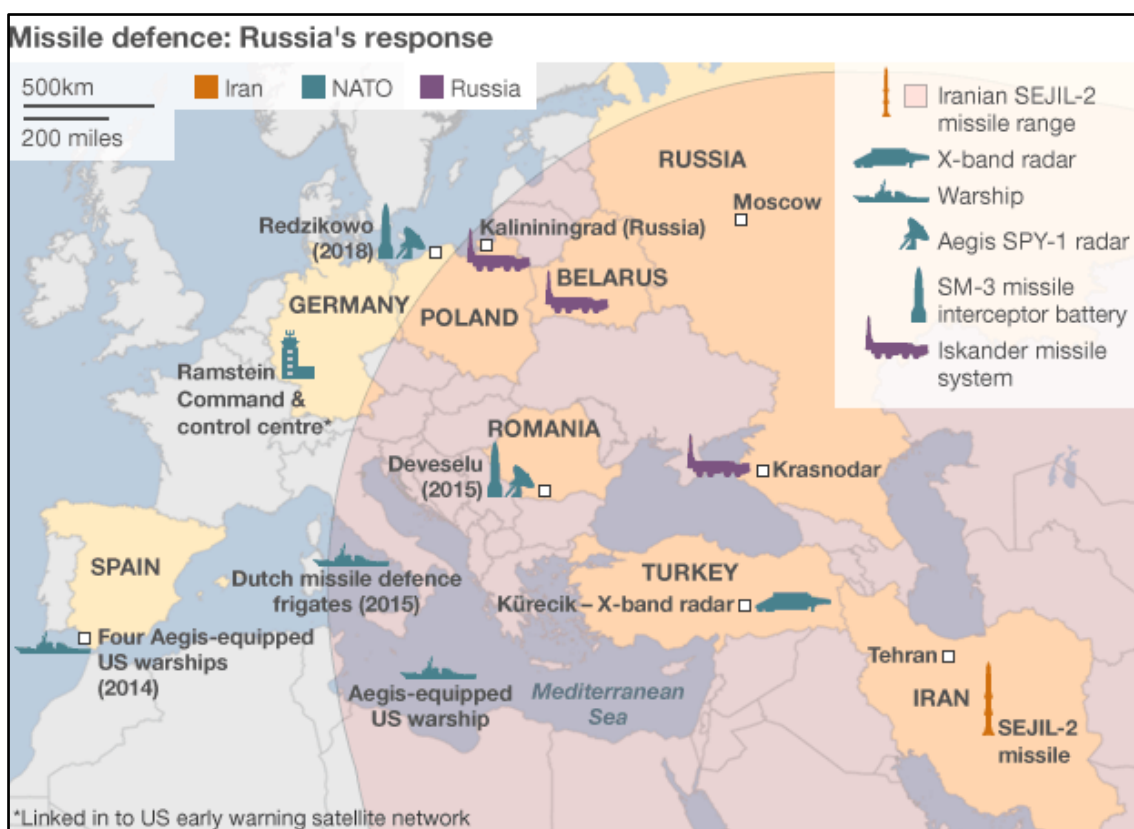 Missile defence: Russia's response
500km
200 miles
Iran
NATO
Russia
Iranian SEJIL-2
missile range
X-band radar
Warship
Aegis SPY-1 radar
SM-3 missile
interceptor battery
Iskander missile
system
RUSSIA
Moscow
Redzikowo
(2018)
Kalininingrad (Russia)
BELARUS
GERMANY
POLAND
Ramstein
Command &
control centre*
ROMANIA
Deveselu
(2015)
Krasnodar
SPAIN
Dutch missile defence
frigates (2015)
TURKEY
Kürecik – X-band radar
Four Aegis-equipped
US warships
(2014)
Tehran
Aegis-equipped
US warship
Mediterranean
Sea
IRAN
SEJIL-2
missile
*Linked in to US early warning satellite network